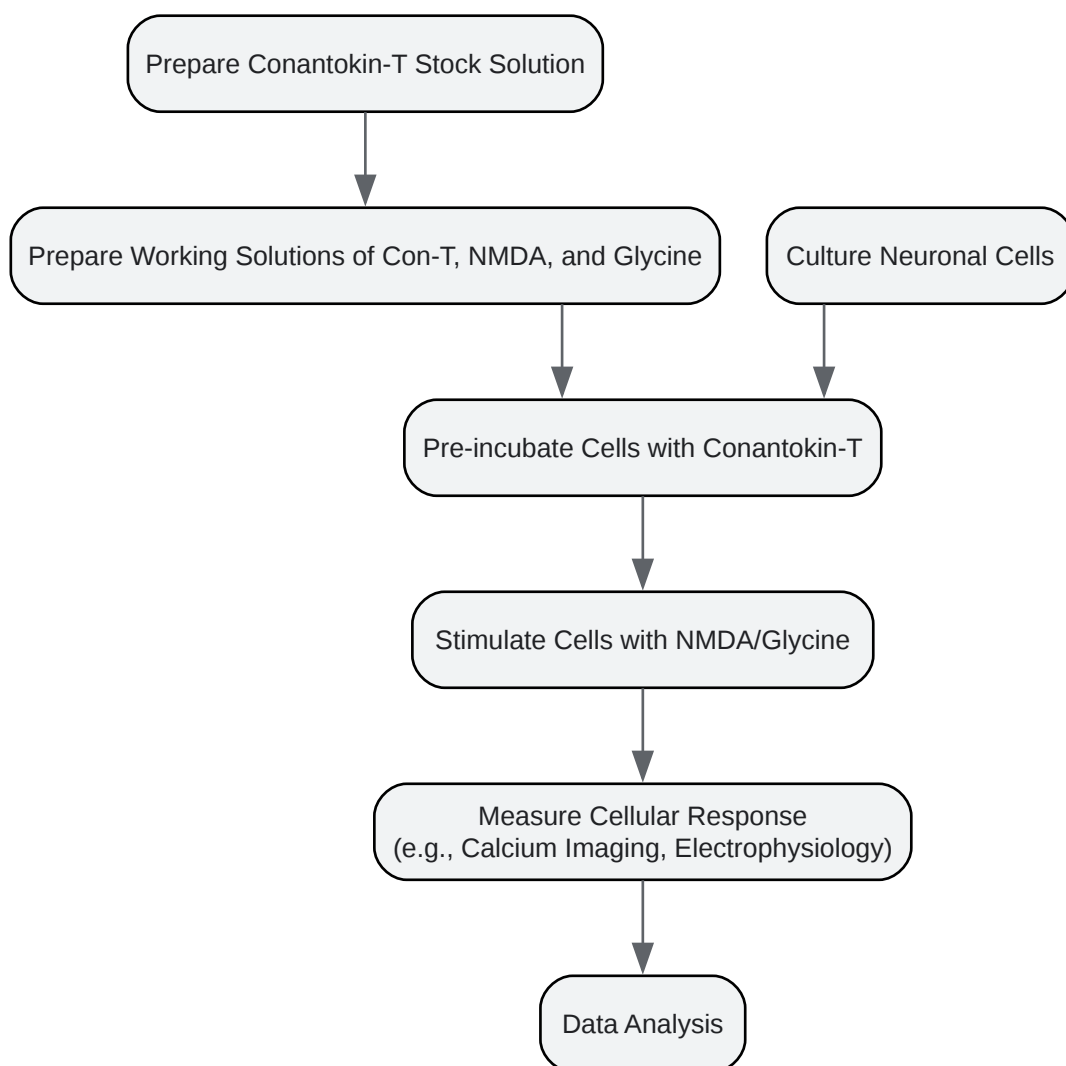 Prepare Conantokin-T Stock Solution
Prepare Working Solutions of Con-T, NMDA, and Glycine
Culture Neuronal Cells
Pre-incubate Cells with Conantokin-T
Stimulate Cells with NMDA/Glycine
Measure Cellular Response
(e.g., Calcium Imaging, Electrophysiology)
Data Analysis